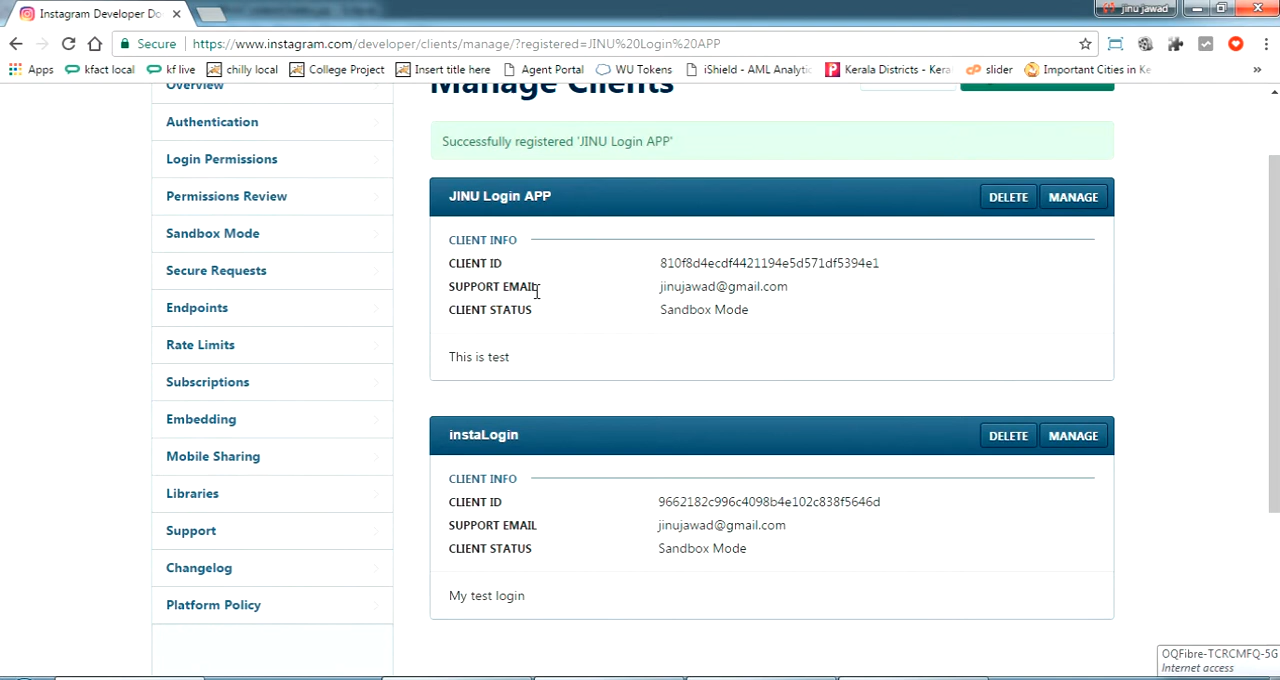 Instagram Developer Do
jinu jawad
Secure
https://www.instagram.com/developer/clients/manage/?registered=JINU%20Login%20APP
Apps
kfact local
kf live
chilly local
College Project
Insert title here
Agent Portal
WU Tokens
iShield - AML Analytic
Kerala Districts - Kera
slider
Important Cities in Ke
»
Overview
Authentication
Login Permissions
Permissions Review
Sandbox Mode
Secure Requests
Endpoints
Rate Limits
Subscriptions
Embedding
Mobile Sharing
Libraries
Support
Changelog
Platform Policy
Manage Clients
Successfully registered 'JINU Login APP'
JINU Login APP
DELETE
MANAGE
CLIENT INFO
CLIENT ID 810f8d4ecdf4421194e5d571df5394e1
SUPPORT EMAIL jinujawad@gmail.com
CLIENT STATUS Sandbox Mode
This is test
instaLogin
DELETE
MANAGE
CLIENT INFO
CLIENT ID 9662182c996c4098b4e102c838f5646d
SUPPORT EMAIL jinujawad@gmail.com
CLIENT STATUS Sandbox Mode
My test login
OQFibre-TCRCMFQ-5G
Internet access